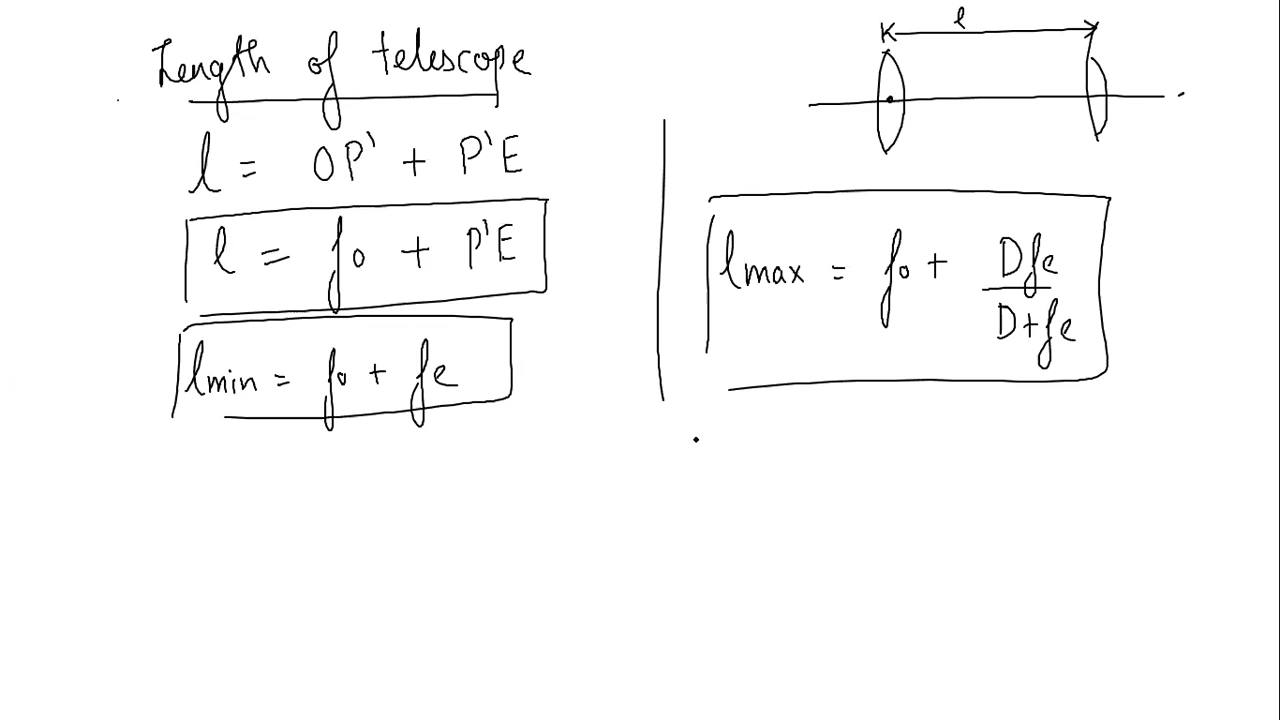 Length of telescope
l = OP' + P'E
l = fo + P'E
lmin = fo + fe
l
lmax = fo + Dfe / D+fe